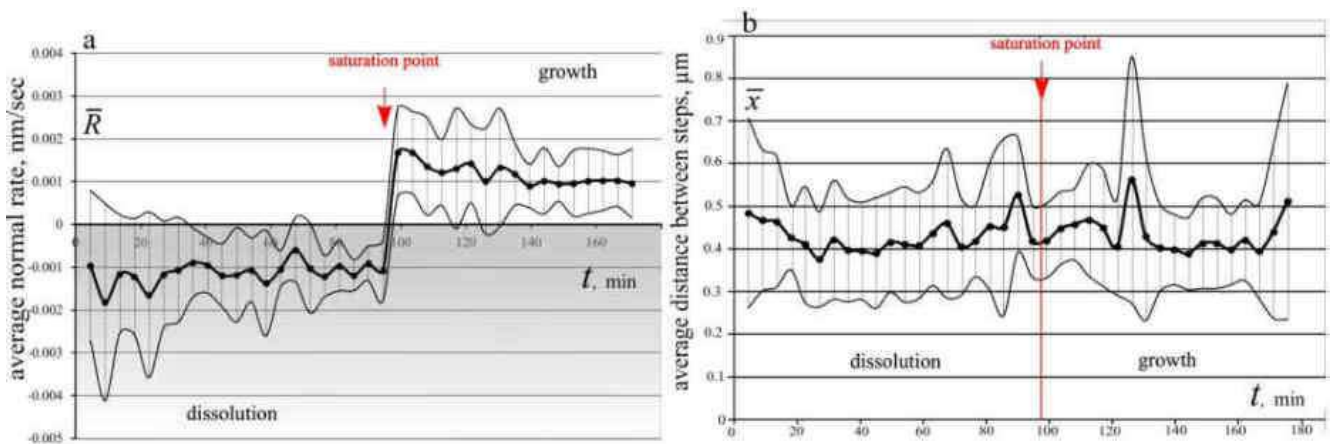 a
saturation point
growth
R̅
average normal rate, nm/sec
0.004
0.003
0.002
0.001
0
-0.001
-0.002
-0.003
-0.004
-0.005
0 20 40 60 80 100 120 140 160
t, min
dissolution
b
saturation point
x̅
average distance between steps, μm
0.9
0.8
0.7
0.6
0.5
0.4
0.3
0.2
0.1
0
dissolution
growth
t, min
0 20 40 60 80 100 120 140 160 180